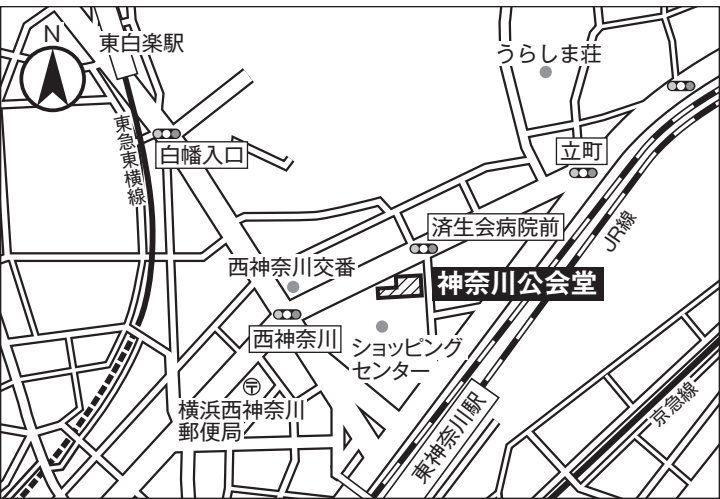 N
東白楽駅
うらしま荘
東急東横線
白幡入口
立町
済生会病院前
JR線
西神奈川交番
神奈川公会堂
西神奈川
ショッピング
センター
〒
横浜西神奈川
郵便局
東神奈川駅
京急線